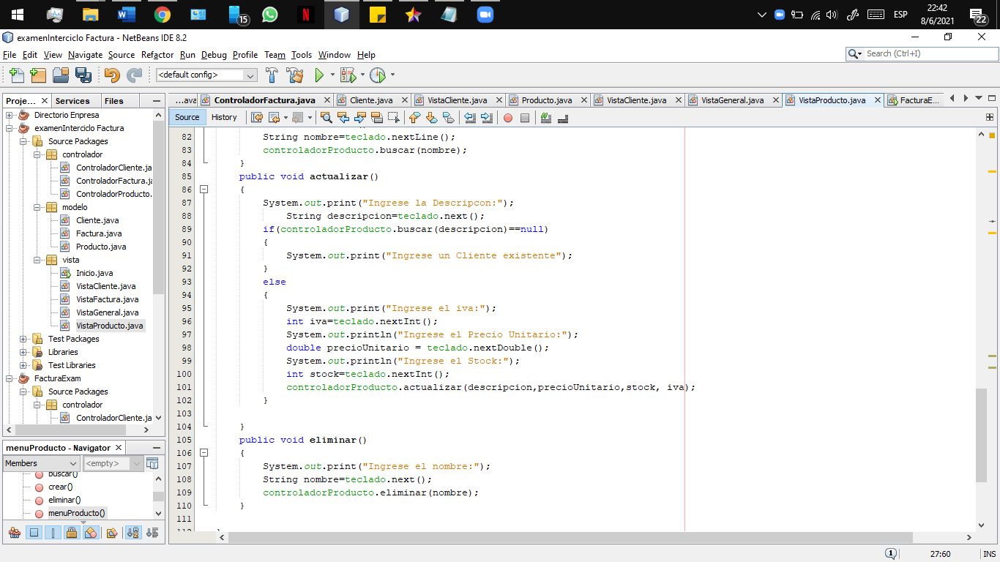 15
ESP
22:42
8/6/2021
22
examenInterciclo Factura - NetBeans IDE 8.2
File Edit View Navigate Source Refactor Run Debug Profile Team Tools Window Help
Search (Ctrl+I)
<default config>
Proje... Services Files
...ava ControladorFactura.java Cliente.java VistaCliente.java Producto.java VistaCliente.java VistaGeneral.java VistaProducto.java FacturaE...
Source History
Directorio Enpresa
examenInterciclo Factura
Source Packages
controlador
ControladorCliente.ja
ControladorFactura.ja
ControladorProducto.
modelo
Cliente.java
Factura.java
Producto.java
vista
Inicio.java
VistaCliente.java
VistaFactura.java
VistaGeneral.java
VistaProducto.java
Test Packages
Libraries
Test Libraries
FacturaExam
Source Packages
controlador
ControladorCliente.ja
menuProducto - Navigator
Members <empty>
buscar()
crear()
eliminar()
menuProducto()
82 String nombre=teclado.nextLine();
83 controladorProducto.buscar(nombre);
84 }
85 public void actualizar()
86 {
87 System.out.print("Ingrese la Descripcon:");
88 String descripcion=teclado.next();
89 if(controladorProducto.buscar(descripcion)==null)
90 {
91 System.out.print("Ingrese un Cliente existente");
92 }
93 else
94 {
95 System.out.print("Ingrese el iva:");
96 int iva=teclado.nextInt();
97 System.out.println("Ingrese el Precio Unitario:");
98 double precioUnitario = teclado.nextDouble();
99 System.out.println("Ingrese el Stock:");
100 int stock=teclado.nextInt();
101 controladorProducto.actualizar(descripcion,precioUnitario,stock, iva);
102 }
103
104 }
105 public void eliminar()
106 {
107 System.out.print("Ingrese el nombre:");
108 String nombre=teclado.next();
109 controladorProducto.eliminar(nombre);
110 }
111
112 }
1
27:60
INS